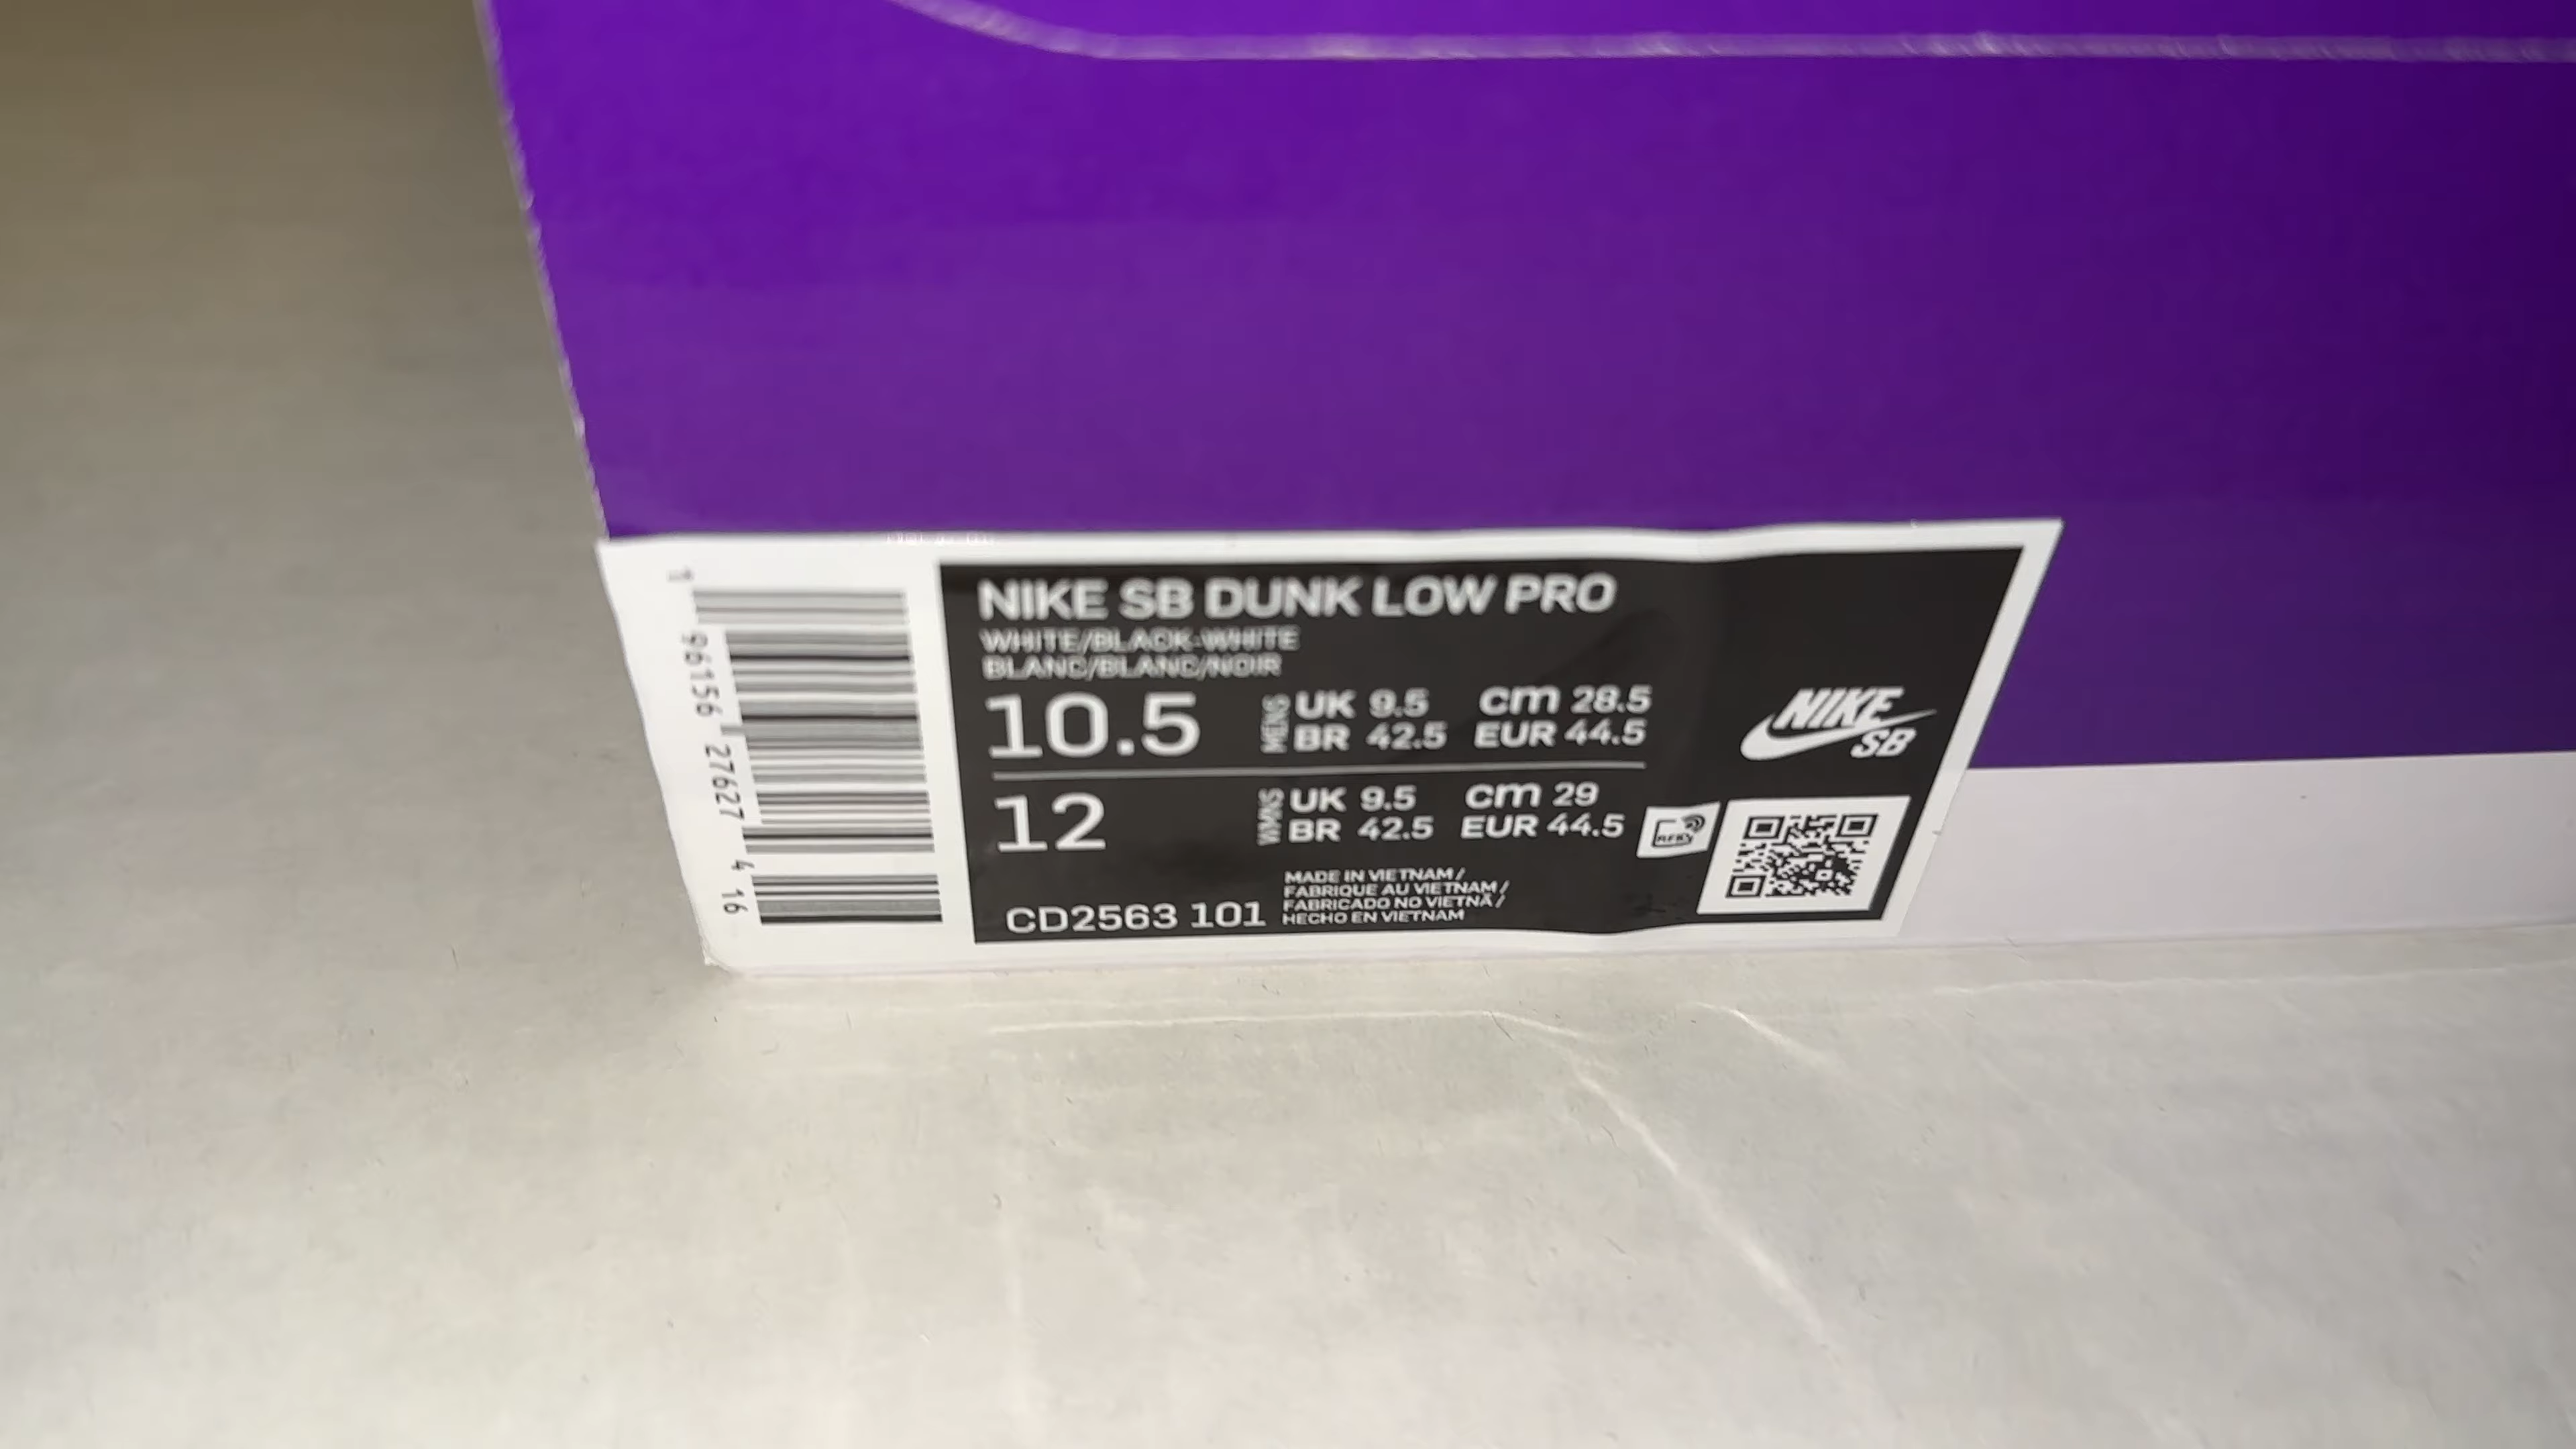 NIKE SB DUNK LOW PRO
WHITE/BLACK-WHITE
BLANC/BLANC/NOIR
10.5 MENS UK 9.5 cm 28.5
BR 42.5 EUR 44.5
12 WMNS UK 9.5 cm 29
BR 42.5 EUR 44.5
MADE IN VIETNAM /
FABRIQUE AU VIETNAM /
FABRICADO NO VIETNÃ /
HECHO EN VIETNAM
CD2563 101
NIKE
SB
1 96156 27627 4 16